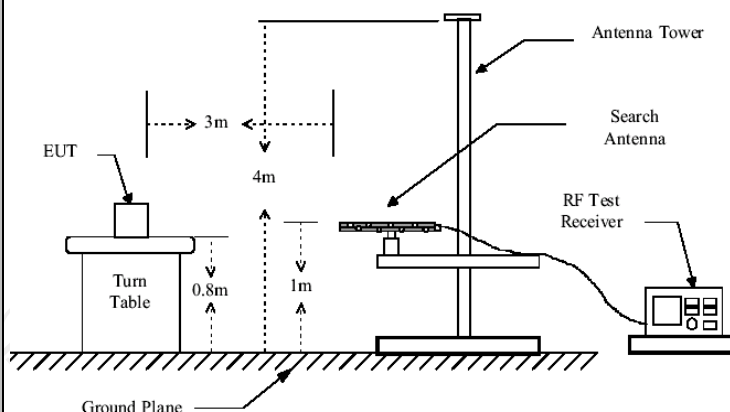 Antenna Tower
3m
Search
Antenna
EUT
4m
RF Test
Receiver
Turn
Table
0.8m
1m
Ground Plane